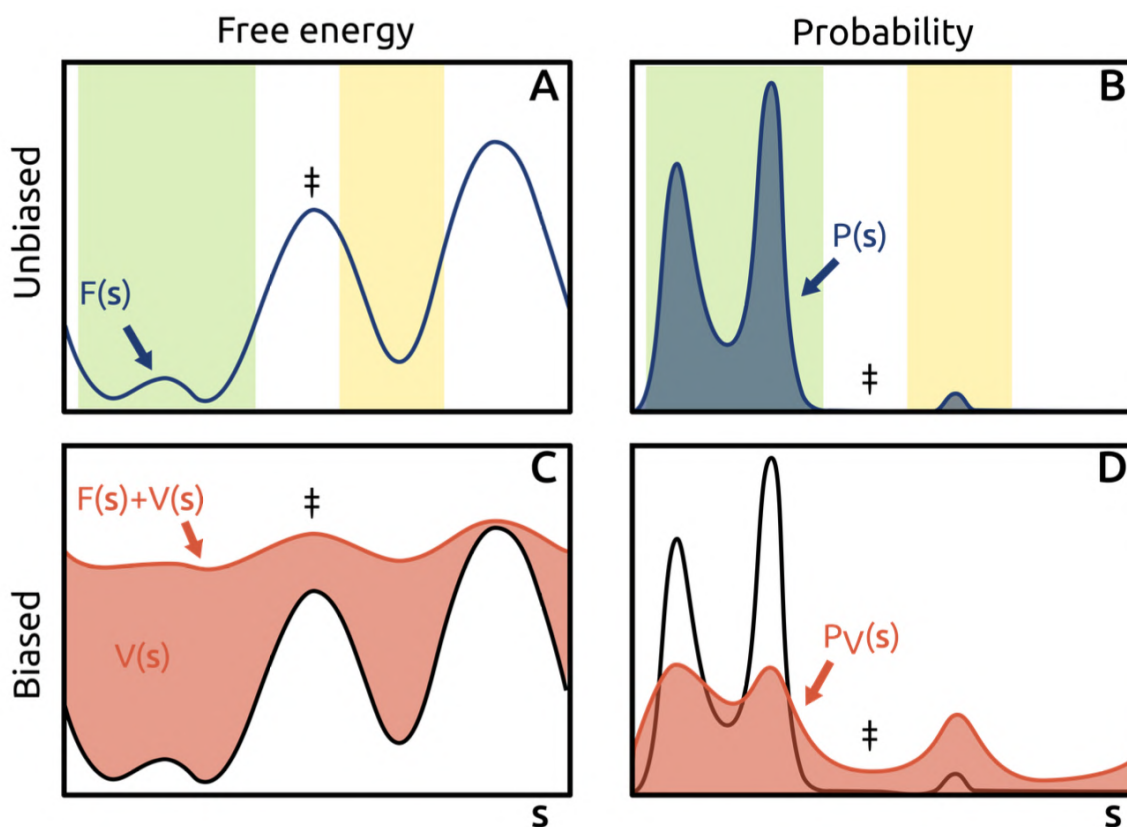 Free energy
Probability
Unbiased
A
‡
F(s)
B
P(s)
‡
Biased
C
F(s)+V(s)
‡
V(s)
s
D
PV(s)
‡
s